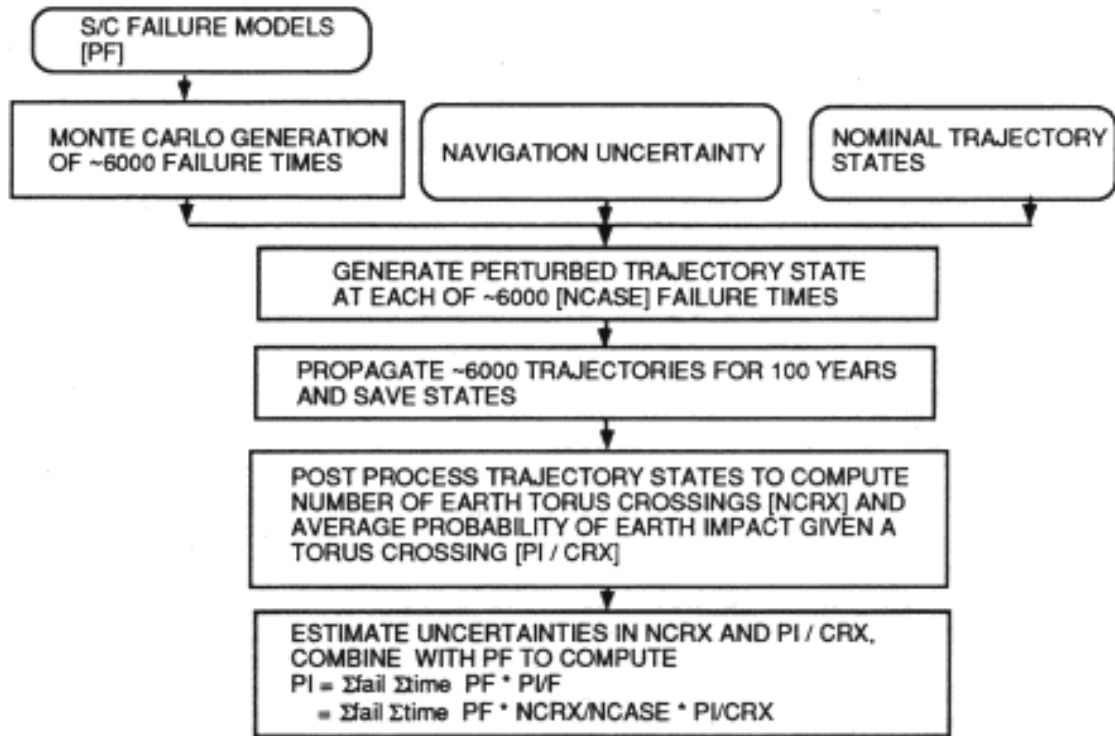 S/C FAILURE MODELS
[PF]
MONTE CARLO GENERATION
OF ~6000 FAILURE TIMES
NAVIGATION UNCERTAINTY
NOMINAL TRAJECTORY
STATES
GENERATE PERTURBED TRAJECTORY STATE
AT EACH OF ~6000 [NCASE] FAILURE TIMES
PROPAGATE ~6000 TRAJECTORIES FOR 100 YEARS
AND SAVE STATES
POST PROCESS TRAJECTORY STATES TO COMPUTE
NUMBER OF EARTH TORUS CROSSINGS [NCRX] AND
AVERAGE PROBABILITY OF EARTH IMPACT GIVEN A
TORUS CROSSING [PI / CRX]
ESTIMATE UNCERTAINTIES IN NCRX AND PI / CRX,
COMBINE WITH PF TO COMPUTE
PI = Σfail Σtime PF * PI/F
= Σfail Σtime PF * NCRX/NCASE * PI/CRX